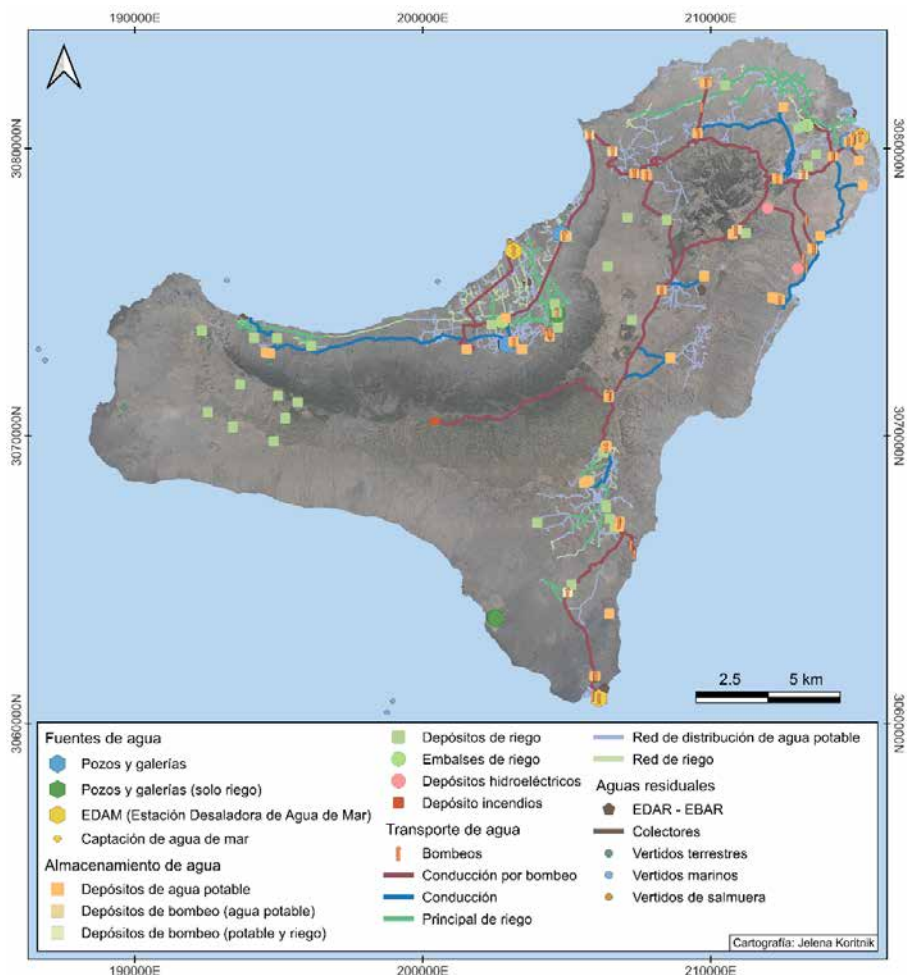 190000E 200000E 210000E
3080000N 3080000N
3070000N 3070000N
2.5 5 km
3060000N 3060000N
Fuentes de agua
Pozos y galerías
Pozos y galerías (solo riego)
EDAM (Estación Desaladora de Agua de Mar)
Captación de agua de mar
Almacenamiento de agua
Depósitos de agua potable
Depósitos de bombeo (agua potable)
Depósitos de bombeo (potable y riego)
Depósitos de riego
Embalses de riego
Depósitos hidroeléctricos
Depósito incendios
Transporte de agua
Bombeos
Conducción por bombeo
Conducción
Principal de riego
Red de distribución de agua potable
Red de riego
Aguas residuales
EDAR - EBAR
Colectores
Vertidos terrestres
Vertidos marinos
Vertidos de salmuera
Cartografía: Jelena Koritnik
190000E 200000E 210000E